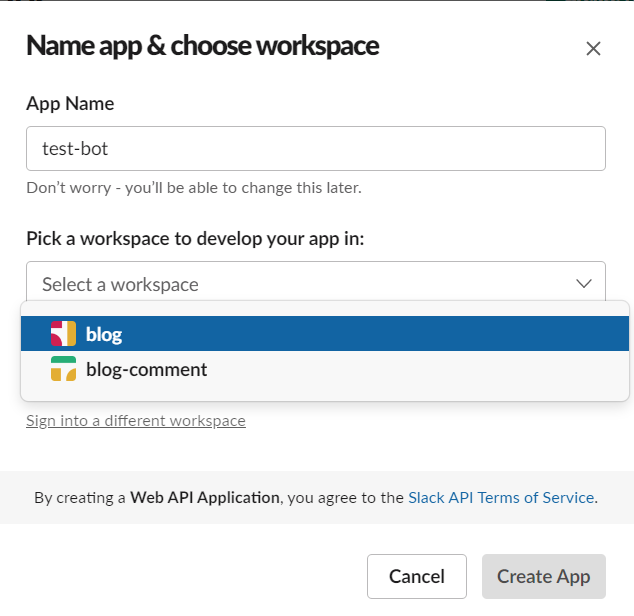 Name app & choose workspace
App Name
test-bot
Don’t worry - you’ll be able to change this later.
Pick a workspace to develop your app in:
Select a workspace
blog
blog-comment
Sign into a different workspace
By creating a Web API Application, you agree to the Slack API Terms of Service.
Cancel
Create App